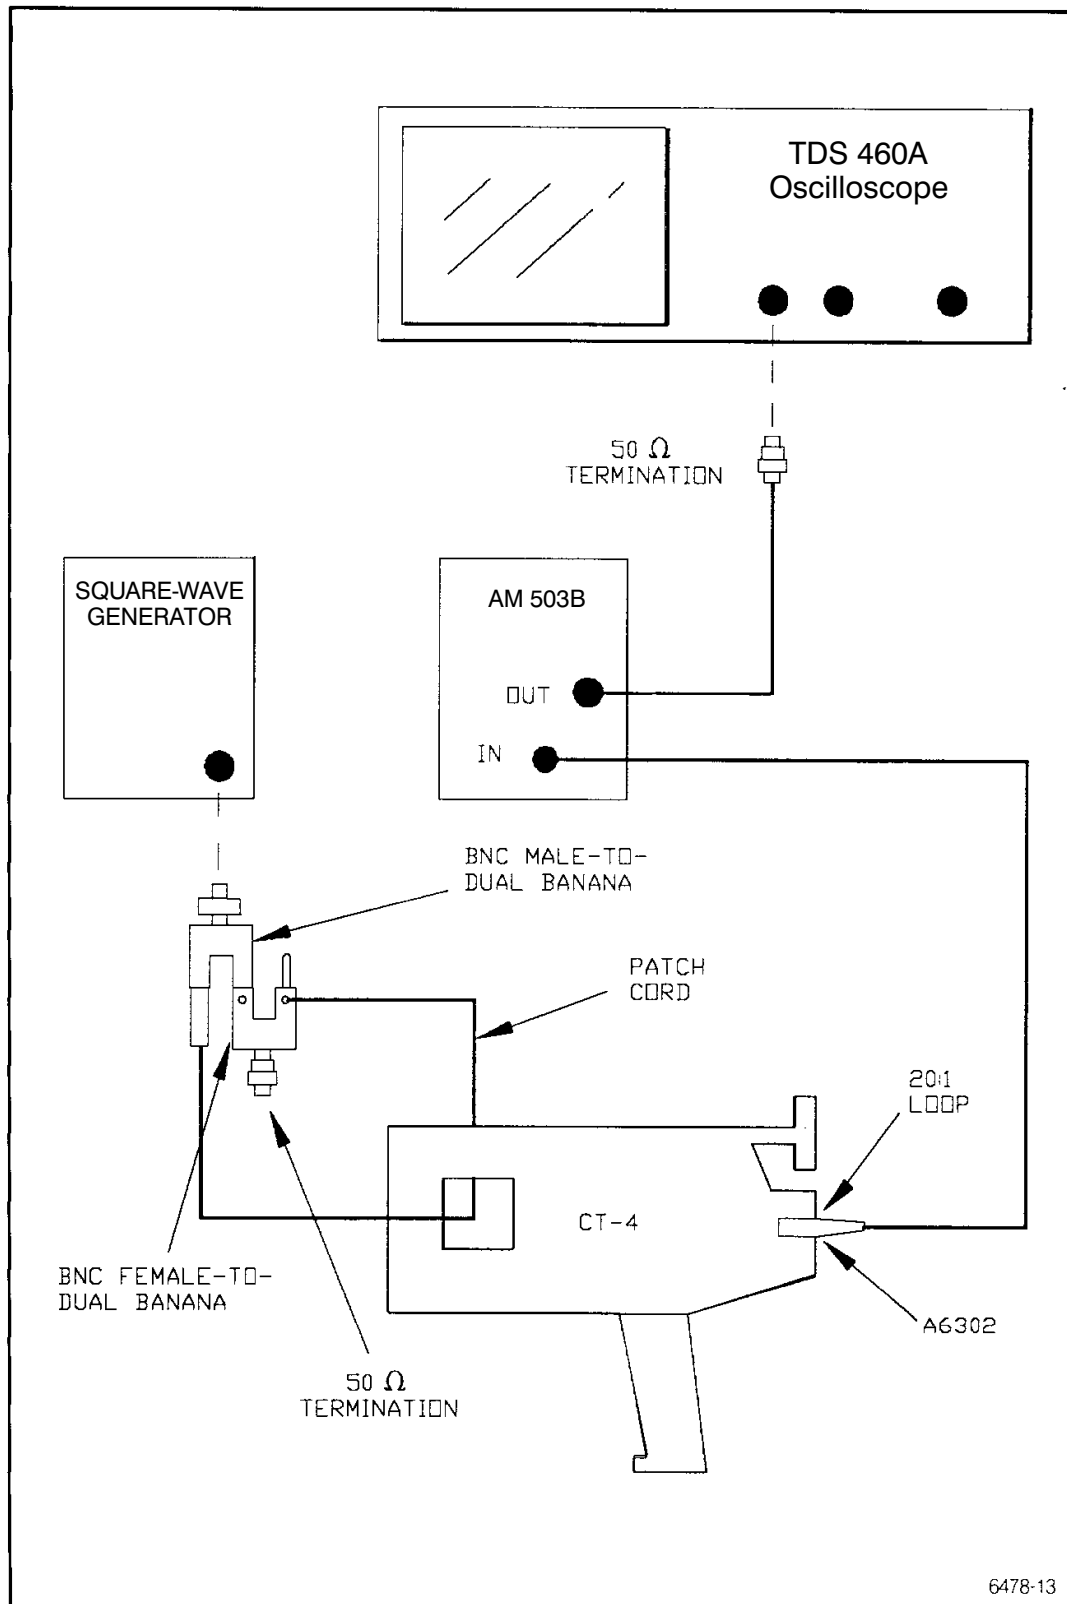 TDS 460A
Oscilloscope
50 Ω
TERMINATION
SQUARE-WAVE
GENERATOR
AM 503B
OUT
IN
BNC MALE-TO-
DUAL BANANA
PATCH
CORD
20:1
LOOP
CT-4
BNC FEMALE-TO-
DUAL BANANA
A6302
50 Ω
TERMINATION
6478-13